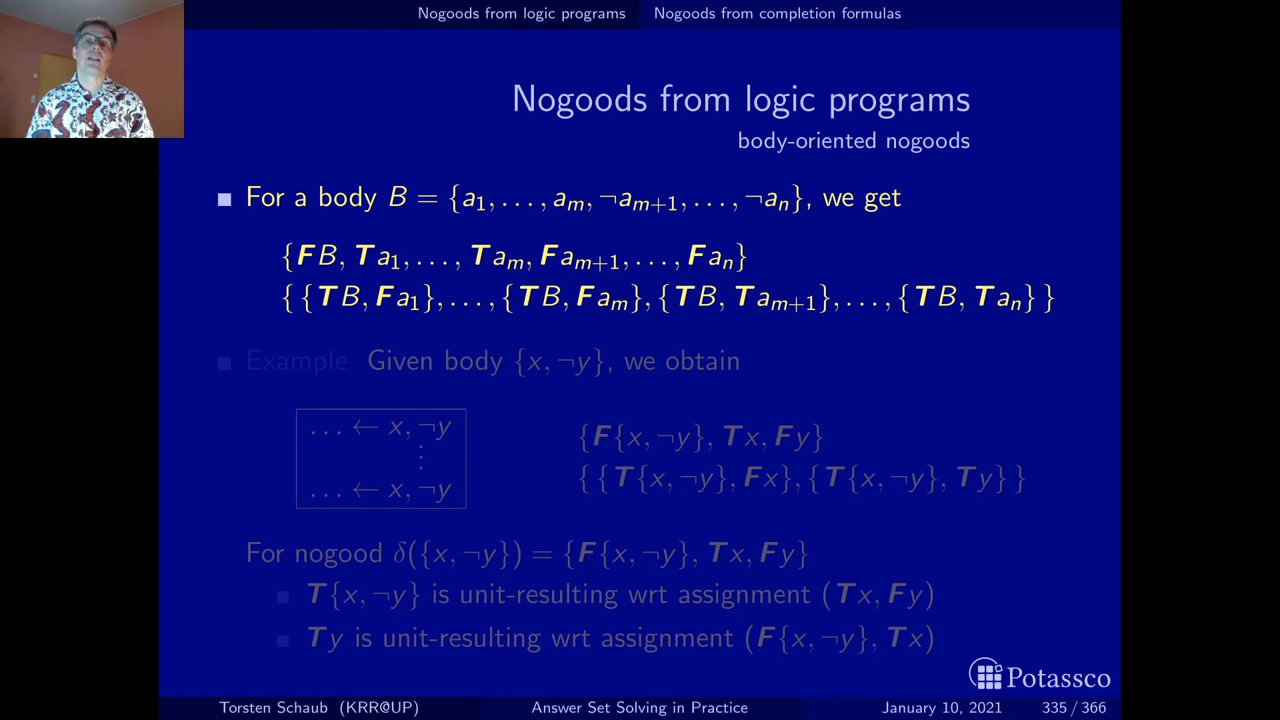 Nogoods from logic programs Nogoods from completion formulas
Nogoods from logic programs
body-oriented nogoods
For a body B = {a₁, . . . , aₘ, ¬aₘ₊₁, . . . , ¬aₙ}, we get
{FB, Ta₁, . . . , Taₘ, Faₘ₊₁, . . . , Faₙ}
{ {TB, Fa₁}, . . . , {TB, Faₘ}, {TB, Taₘ₊₁}, . . . , {TB, Taₙ} }
Example Given body {x, ¬y}, we obtain
. . . ← x, ¬y
⋮
. . . ← x, ¬y
{F{x, ¬y}, Tx, Fy}
{ {T{x, ¬y}, Fx}, {T{x, ¬y}, Ty} }
For nogood δ({x, ¬y}) = {F{x, ¬y}, Tx, Fy}
T{x, ¬y} is unit-resulting wrt assignment (Tx, Fy)
Ty is unit-resulting wrt assignment (F{x, ¬y}, Tx)
Potassco
Torsten Schaub (KRR@UP) Answer Set Solving in Practice January 10, 2021 335 / 366